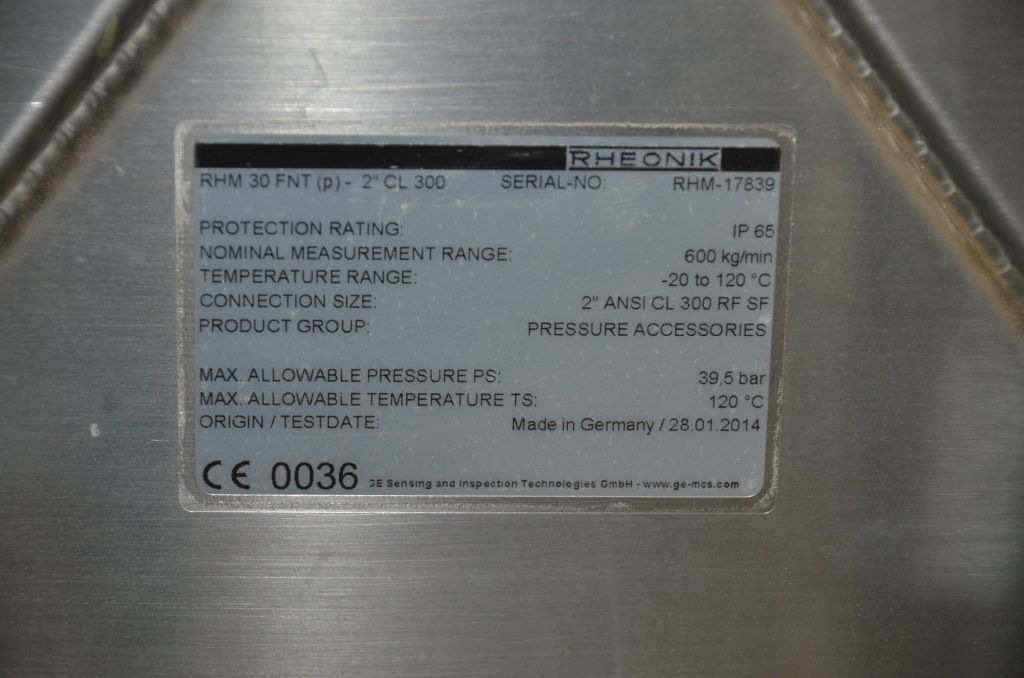 RHEONIK
RHM 30 FNT (p) - 2" CL 300 SERIAL-NO: RHM-17839
PROTECTION RATING: IP 65
NOMINAL MEASUREMENT RANGE: 600 kg/min
TEMPERATURE RANGE: -20 to 120 °C
CONNECTION SIZE: 2" ANSI CL 300 RF SF
PRODUCT GROUP: PRESSURE ACCESSORIES
MAX. ALLOWABLE PRESSURE PS: 39,5 bar
MAX. ALLOWABLE TEMPERATURE TS: 120 °C
ORIGIN / TESTDATE: Made in Germany / 28.01.2014
CE 0036 GE Sensing and Inspection Technologies GmbH - www.ge-mcs.com